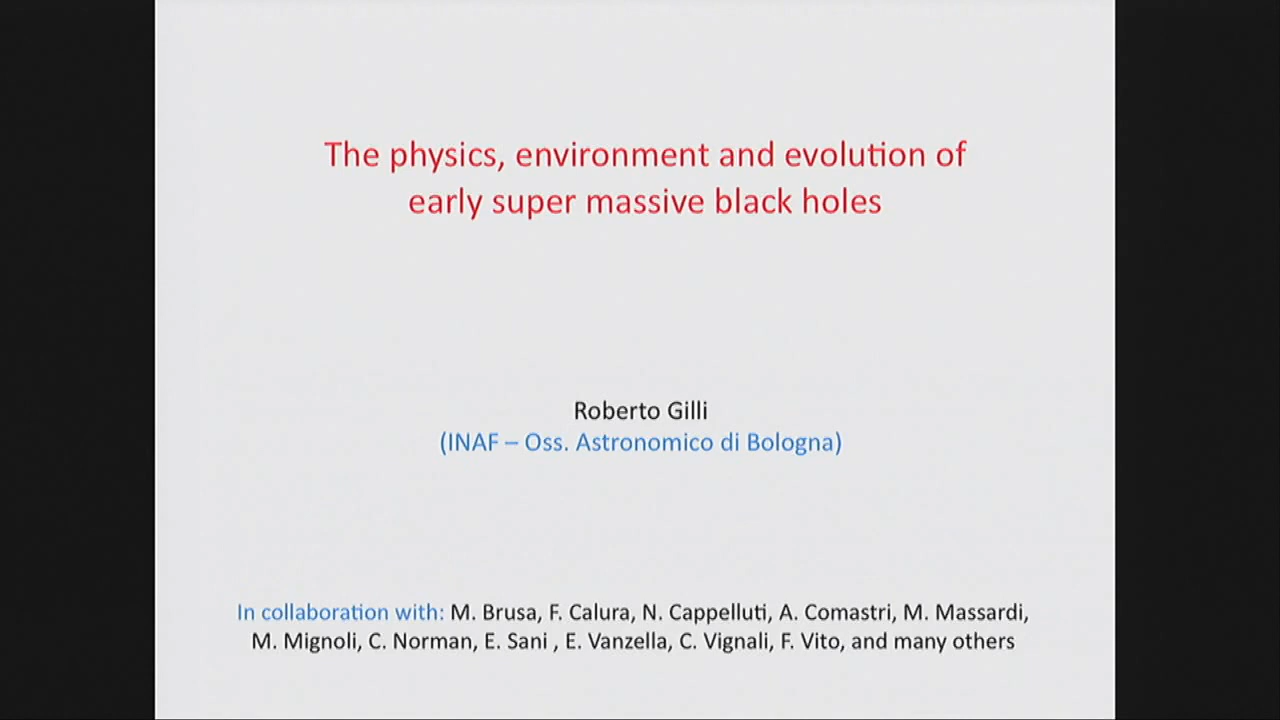 The physics, environment and evolution of
early super massive black holes
Roberto Gilli
(INAF – Oss. Astronomico di Bologna)
In collaboration with: M. Brusa, F. Calura, N. Cappelluti, A. Comastri, M. Massardi,
M. Mignoli, C. Norman, E. Sani , E. Vanzella, C. Vignali, F. Vito, and many others